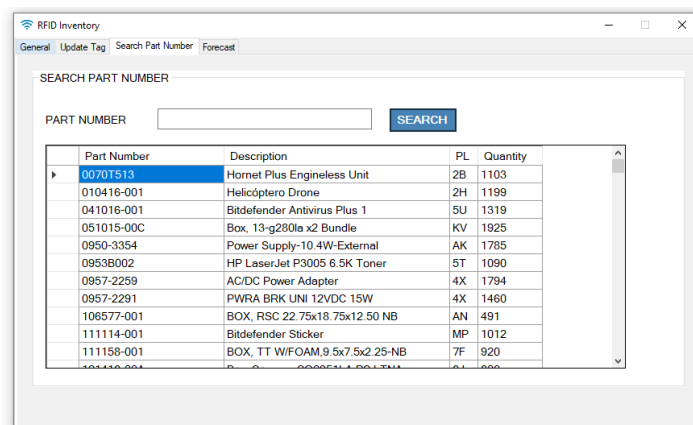 RFID Inventory
General Update Tag Search Part Number Forecast
SEARCH PART NUMBER
PART NUMBER SEARCH
Part Number Description PL Quantity
0070T513 Hornet Plus Engineless Unit 2B 1103
010416-001 Helicóptero Drone 2H 1199
041016-001 Bitdefender Antivirus Plus 1 5U 1319
051015-00C Box, 13-g280la x2 Bundle KV 1925
0950-3354 Power Supply-10.4W-External AK 1785
0953B002 HP LaserJet P3005 6.5K Toner 5T 1090
0957-2259 AC/DC Power Adapter 4X 1794
0957-2291 PWRA BRK UNI 12VDC 15W 4X 1460
106577-001 BOX, RSC 22.75x18.75x12.50 NB AN 491
111114-001 Bitdefender Sticker MP 1012
111158-001 BOX, TT W/FOAM,9.5x7.5x2.25-NB 7F 920